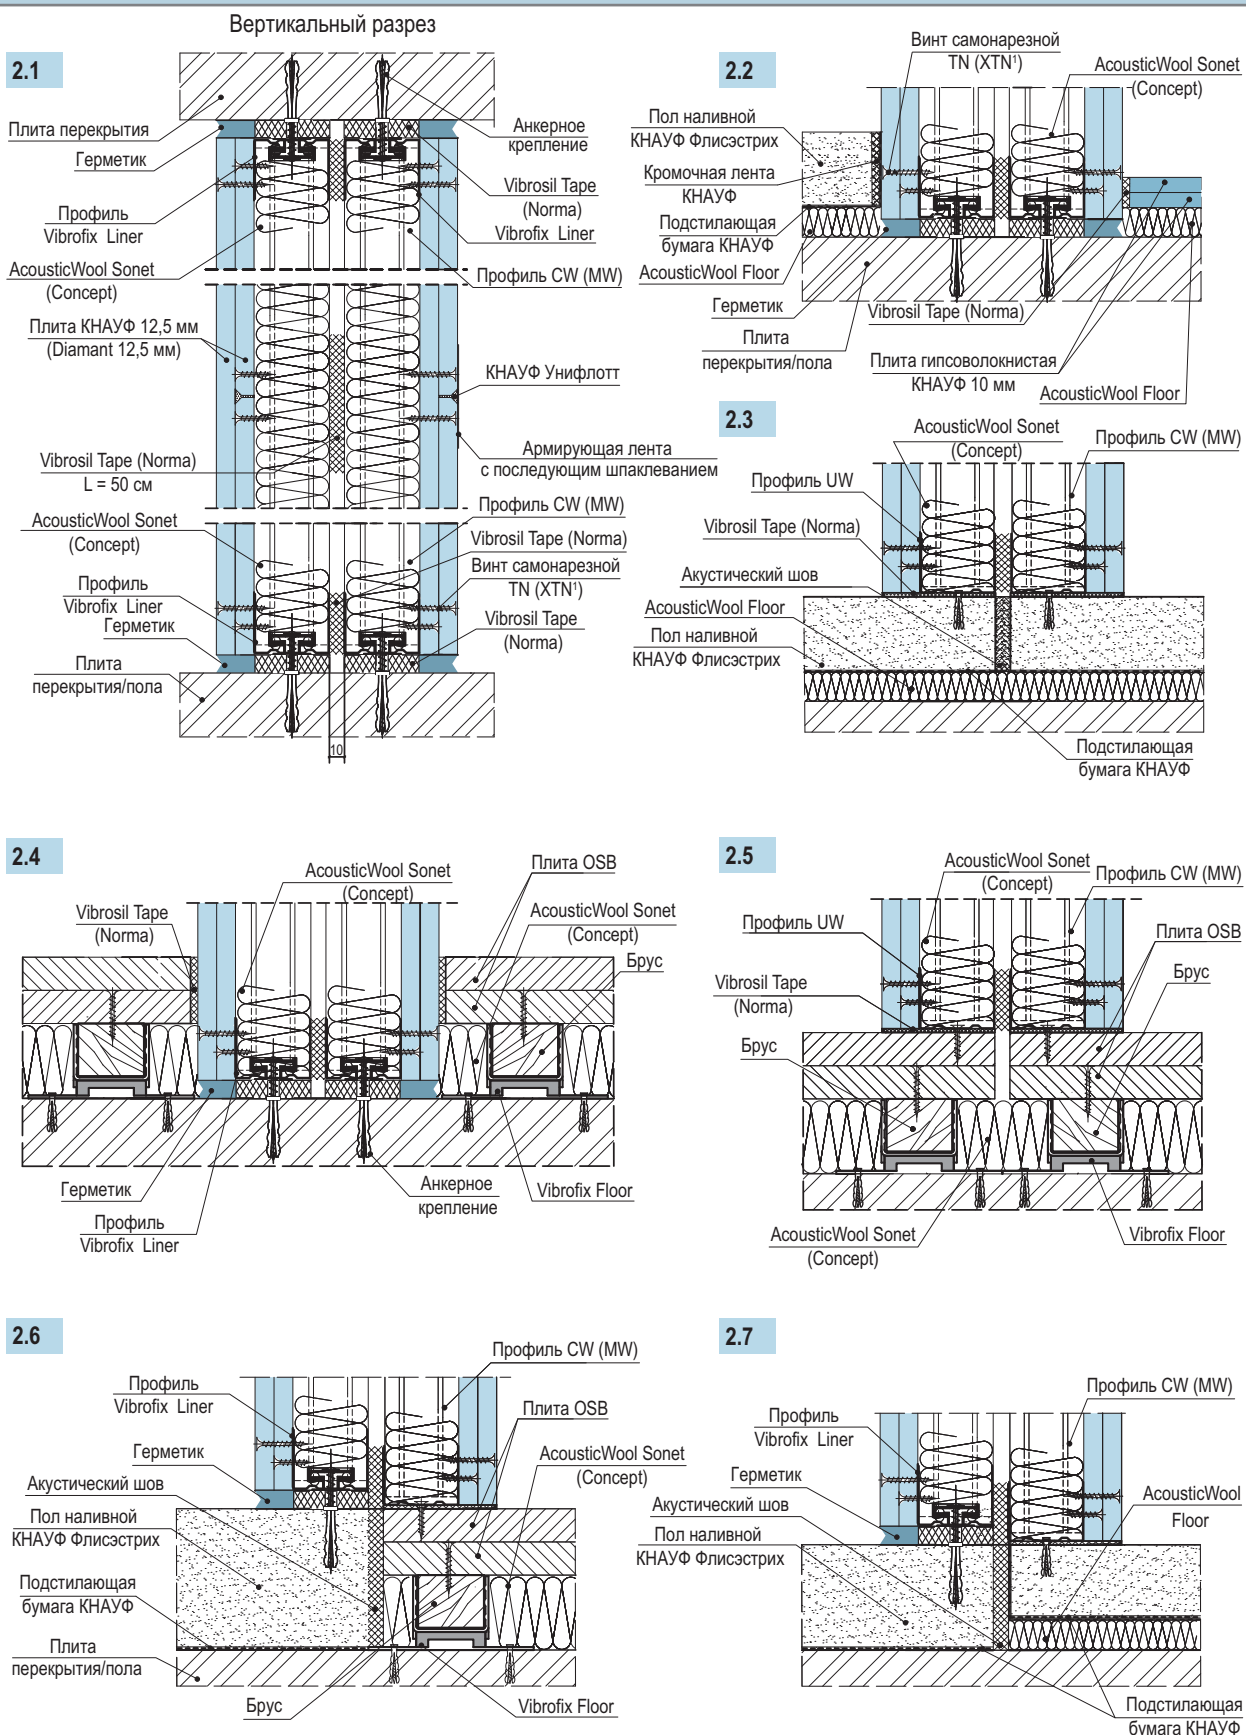 Вертикальный разрез
2.1
Плита перекрытия
Герметик
Профиль
Vibrofix Liner
AcousticWool Sonet
(Concept)
Плита КНАУФ 12,5 мм
(Diamant 12,5 мм)
Vibrosil Tape (Norma)
L = 50 см
AcousticWool Sonet
(Concept)
Профиль
Vibrofix Liner
Герметик
Плита
перекрытия/пола
Анкерное
крепление
Vibrosil Tape
(Norma)
Vibrofix Liner
Профиль CW (MW)
КНАУФ Унифлотт
Армирующая лента
с последующим шпаклеванием
Профиль CW (MW)
Vibrosil Tape (Norma)
Винт самонарезной
TN (XTN¹)
Vibrosil Tape
(Norma)
10
2.2
Винт самонарезной
TN (XTN¹)
AcousticWool Sonet
(Concept)
Пол наливной
КНАУФ Флисэстрих
Кромочная лента
КНАУФ
Подстилающая
бумага КНАУФ
AcousticWool Floor
Герметик
Плита
перекрытия/пола
Vibrosil Tape (Norma)
Плита гипсоволокнистая
КНАУФ 10 мм
AcousticWool Floor
2.3
AcousticWool Sonet
(Concept)
Профиль CW (MW)
Профиль UW
Vibrosil Tape (Norma)
Акустический шов
AcousticWool Floor
Пол наливной
КНАУФ Флисэстрих
Подстилающая
бумага КНАУФ
2.4
AcousticWool Sonet
(Concept)
Плита OSB
Vibrosil Tape
(Norma)
AcousticWool Sonet
(Concept)
Брус
Герметик
Профиль
Vibrofix Liner
Анкерное
крепление
Vibrofix Floor
2.5
AcousticWool Sonet
(Concept)
Профиль CW (MW)
Профиль UW
Плита OSB
Vibrosil Tape
(Norma)
Брус
Брус
AcousticWool Sonet
(Concept)
Vibrofix Floor
2.6
Профиль CW (MW)
Профиль
Vibrofix Liner
Плита OSB
Герметик
AcousticWool Sonet
(Concept)
Акустический шов
Пол наливной
КНАУФ Флисэстрих
Подстилающая
бумага КНАУФ
Плита
перекрытия/пола
Брус
Vibrofix Floor
2.7
Профиль CW (MW)
Профиль
Vibrofix Liner
Герметик
AcousticWool
Floor
Акустический шов
Пол наливной
КНАУФ Флисэстрих
Подстилающая
бумага КНАУФ